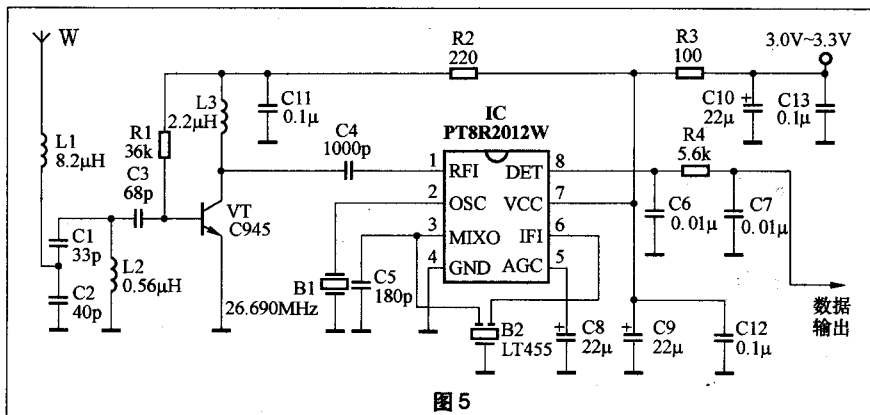 W
L1
8.2μH
C1
33p
C2
40p
L2
0.56μH
C3
68p
R1
36k
L3
2.2μH
C11
0.1μ
VT
C945
C4
1000p
R2
220
R3
100
3.0V~3.3V
C10
22μ
C13
0.1μ
IC
PT8R2012W
1
RFI
2
OSC
3
MIXO
4
GND
DET
8
VCC
7
IFI
6
AGC
5
R4
5.6k
C6
0.01μ
C7
0.01μ
B1
26.690MHz
C5
180p
B2
LT455
C8
22μ
C9
22μ
C12
0.1μ
数据
输出
+
+
+
图5